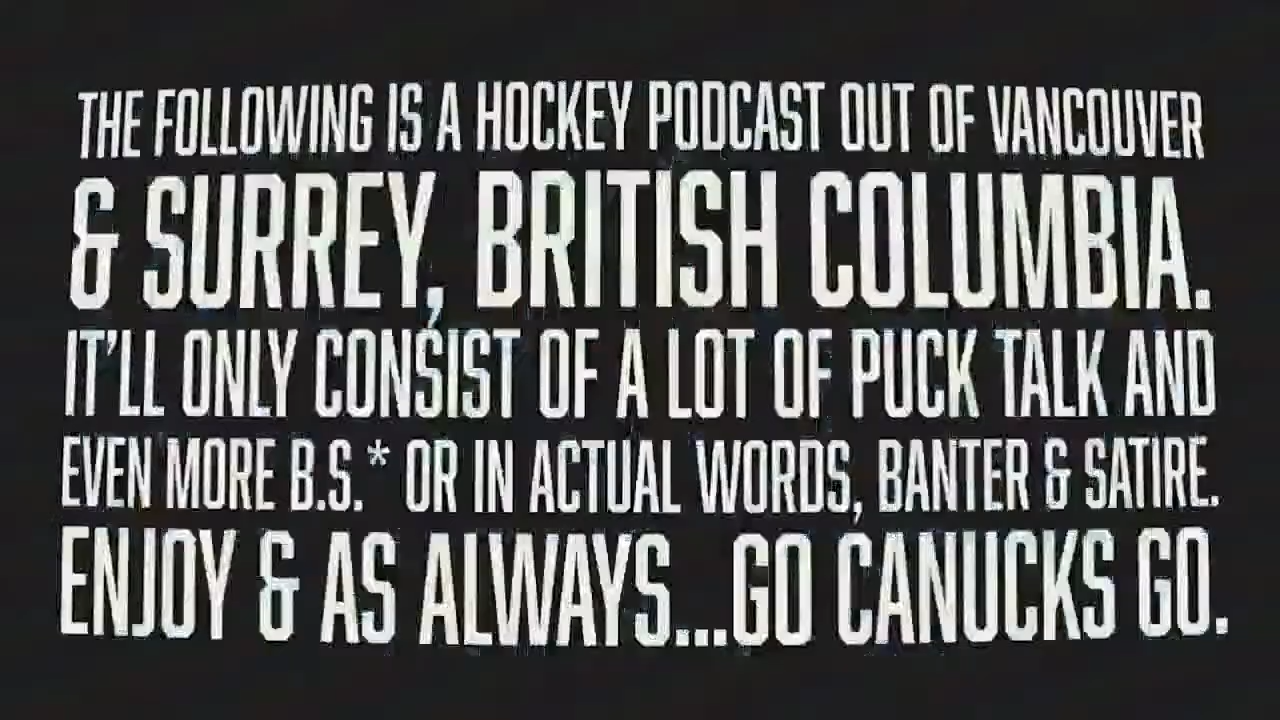 THE FOLLOWING IS A HOCKEY PODCAST OUT OF VANCOUVER
& SURREY, BRITISH COLUMBIA.
IT'LL ONLY CONSIST OF A LOT OF PUCK TALK AND
EVEN MORE B.S.* OR IN ACTUAL WORDS, BANTER & SATIRE.
ENJOY & AS ALWAYS...GO CANUCKS GO.